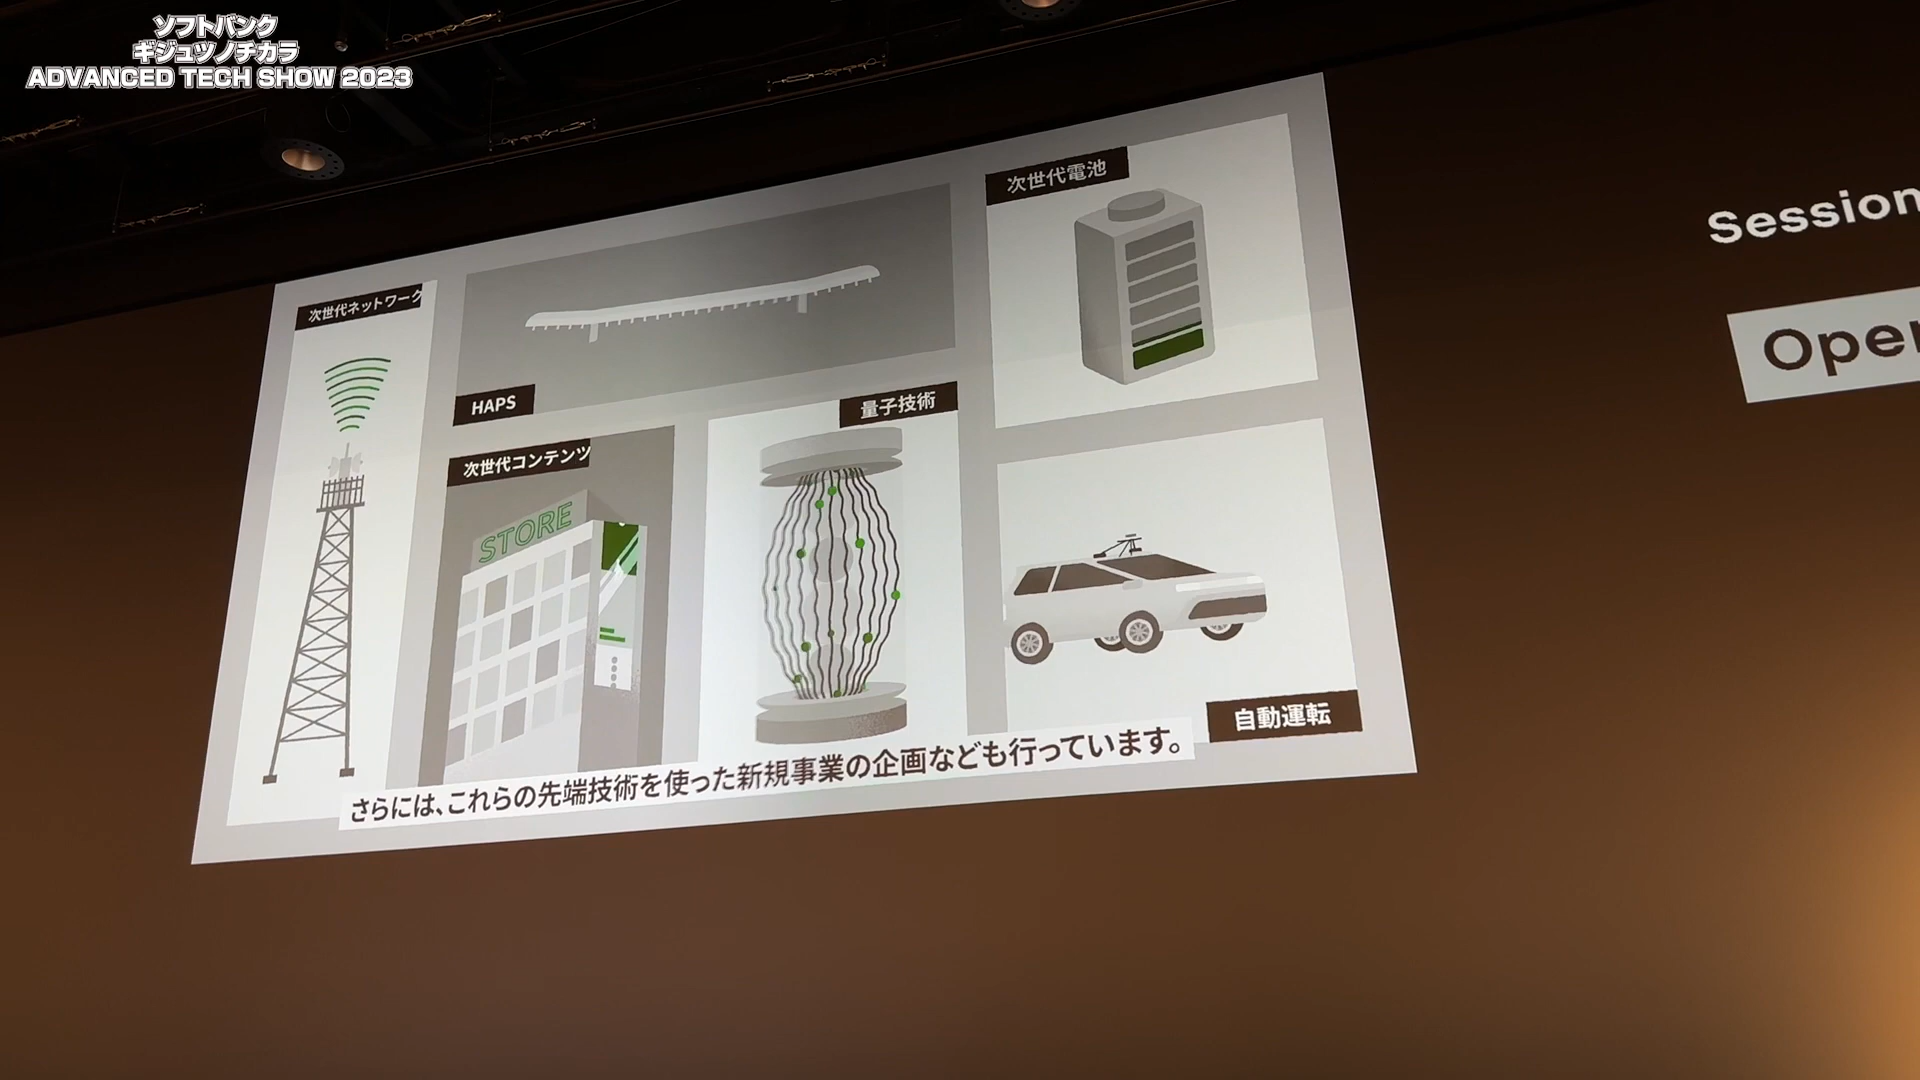 ソフトバンク
ギジュツノチカラ
ADVANCED TECH SHOW 2023
次世代ネットワーク
HAPS
次世代電池
次世代コンテンツ
STORE
量子技術
自動運転
さらには、これらの先端技術を使った新規事業の企画なども行っています。
Session
Open